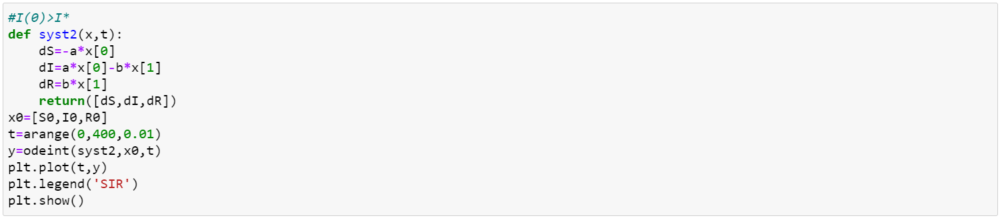 #I(0)>I*
def syst2(x,t):
    dS=-a*x[0]
    dI=a*x[0]-b*x[1]
    dR=b*x[1]
    return([dS,dI,dR])
x0=[S0,I0,R0]
t=arange(0,400,0.01)
y=odeint(syst2,x0,t)
plt.plot(t,y)
plt.legend('SIR')
plt.show()